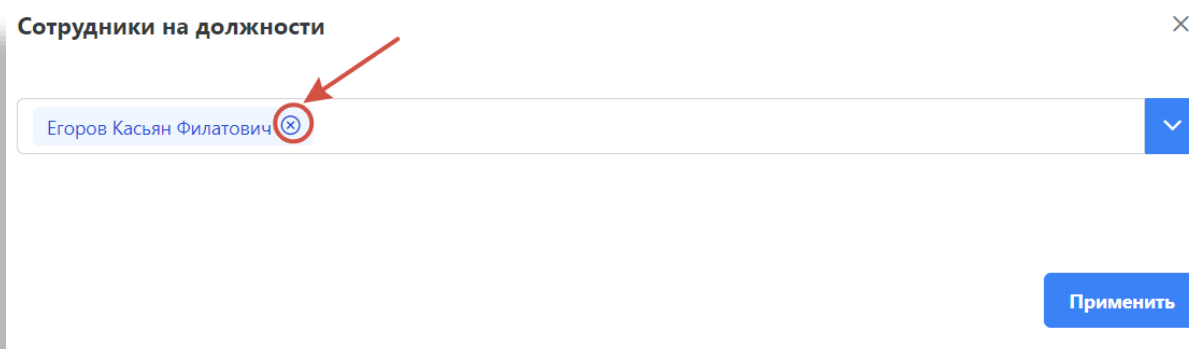 Сотрудники на должности
Егоров Касьян Филатович
Применить